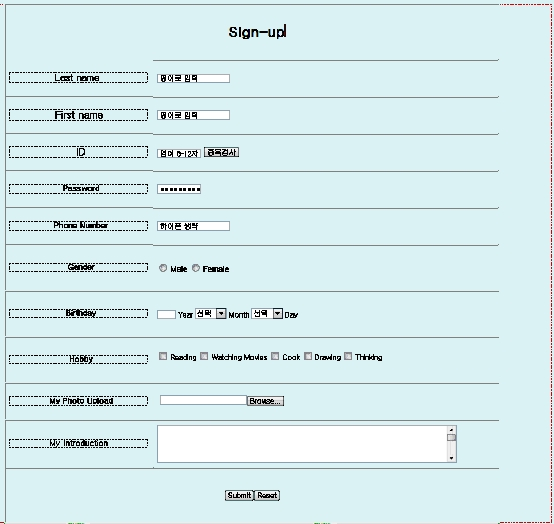 Sign-up
Last name 영어로 입력
First name 영어로 입력
ID 영어 6-12자 중복검사
Password
Phone Number 하이픈 생략
Gender Male Female
Birthday Year 선택 Month 선택 Day
Hobby Reading Watching Movies Cook Drawing Thinking
My Photo Upload Browse...
My Introduction
Submit Reset